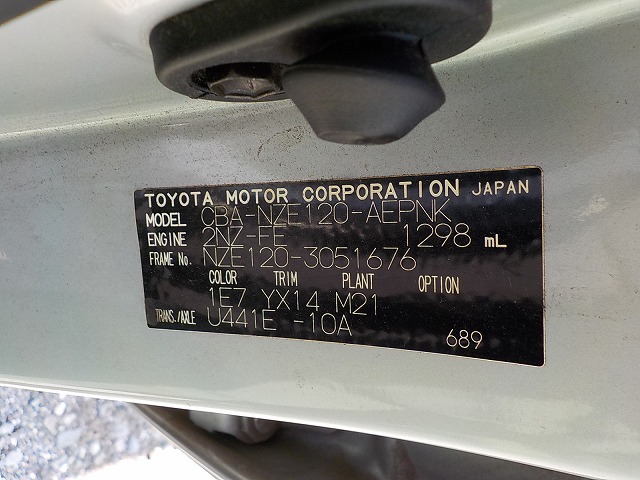 TOYOTA MOTOR CORPORATION JAPAN
MODEL CBA-NZE120-AEPNK
ENGINE 2NZ-FE 1298 mL
FRAME No. NZE120-3051676
COLOR TRIM PLANT OPTION
1E7 YX14 M21
TRANS./AXLE U441E -10A
689